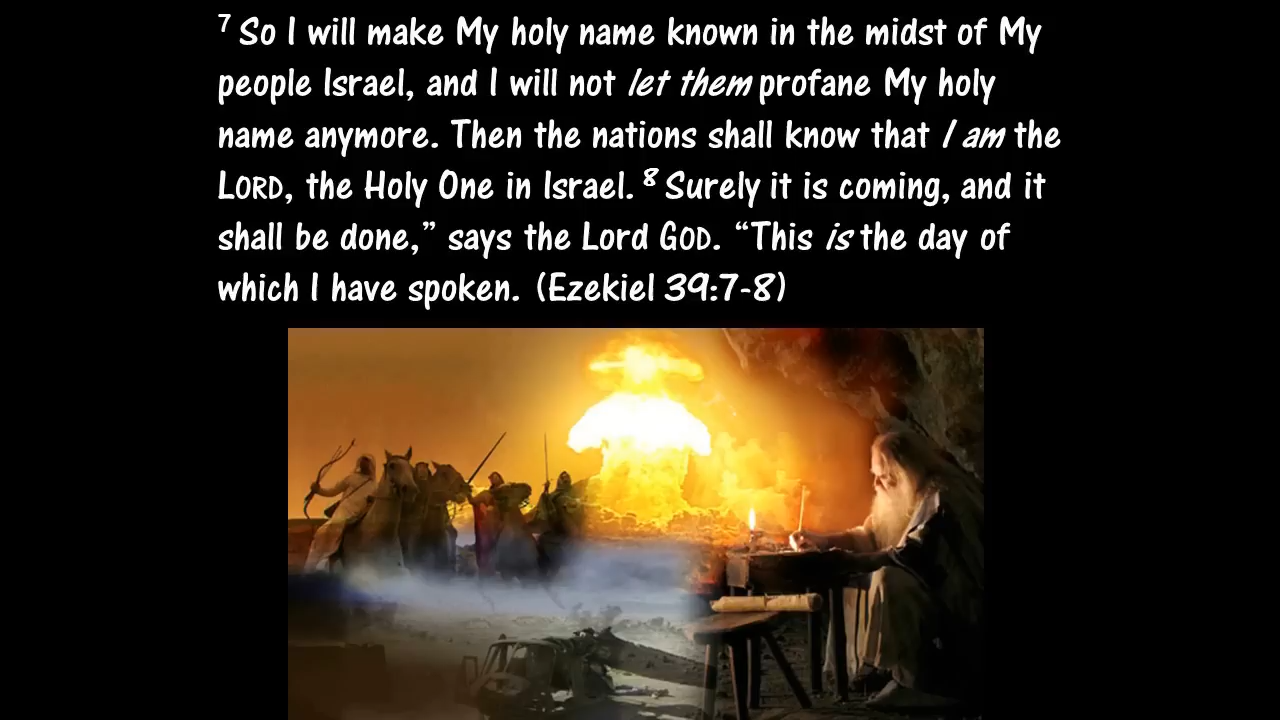 7 So I will make My holy name known in the midst of My
people Israel, and I will not let them profane My holy
name anymore. Then the nations shall know that I am the
LORD, the Holy One in Israel. 8 Surely it is coming, and it
shall be done,” says the Lord GOD. “This is the day of
which I have spoken. (Ezekiel 39:7-8)